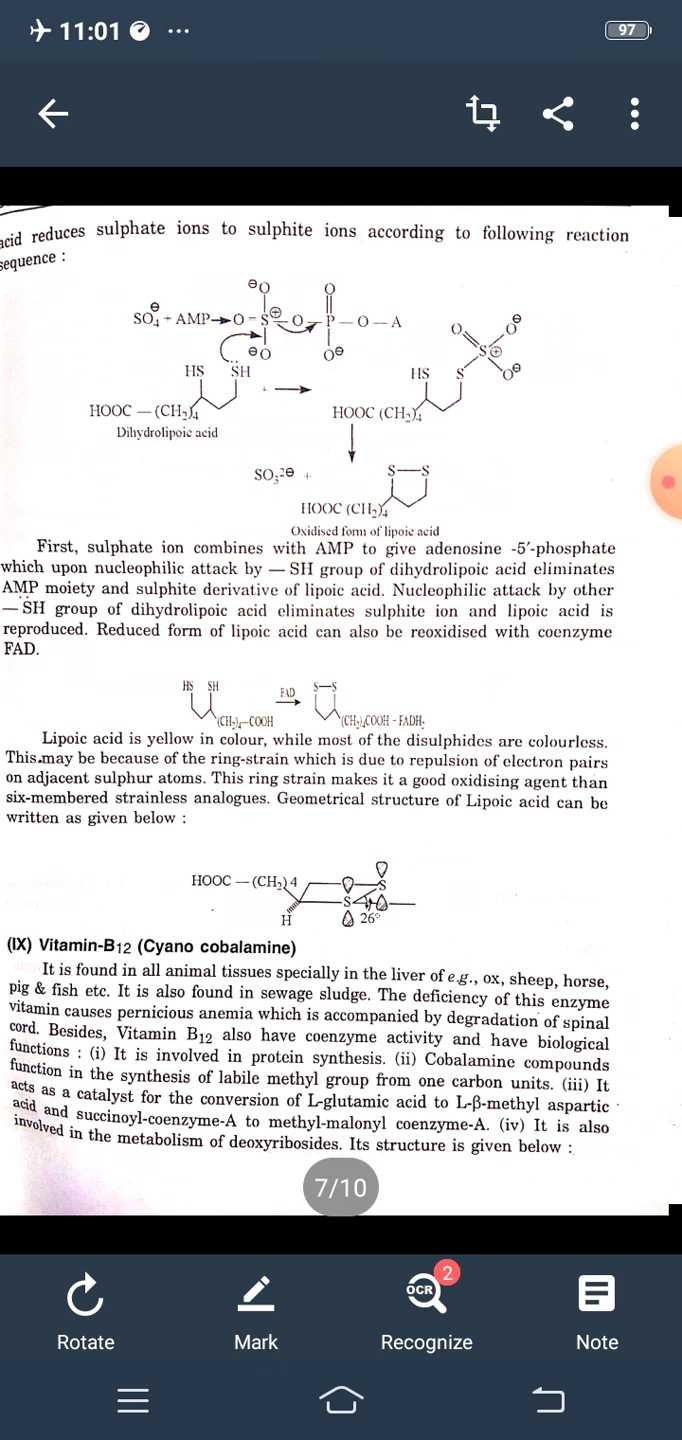 11:01 ...
97
acid reduces sulphate ions to sulphite ions according to following reaction
sequence :
SO₄⊖ + AMP→O = S⊕ – O – P – O – A
⊖O O
⊖O O⊖
O O⊖
S⊕
HS S̈H HS S O⊖
HOOC – (CH₂)₄ HOOC (CH₂)₄
Dihydrolipoic acid
SO₃²⊖ + S—S
HOOC (CH₂)₄
Oxidised form of lipoic acid
First, sulphate ion combines with AMP to give adenosine -5′-phosphate
which upon nucleophilic attack by — SH group of dihydrolipoic acid eliminates
AMP moiety and sulphite derivative of lipoic acid. Nucleophilic attack by other
— SH group of dihydrolipoic acid eliminates sulphite ion and lipoic acid is
reproduced. Reduced form of lipoic acid can also be reoxidised with coenzyme
FAD.
HS SH FAD S—S
(CH₂)₄—COOH (CH₂)₄COOH - FADH₂
Lipoic acid is yellow in colour, while most of the disulphides are colourless.
This may be because of the ring-strain which is due to repulsion of electron pairs
on adjacent sulphur atoms. This ring strain makes it a good oxidising agent than
six-membered strainless analogues. Geometrical structure of Lipoic acid can be
written as given below :
HOOC — (CH₂) 4 S
S
H 26°
(IX) Vitamin-B₁₂ (Cyano cobalamine)
It is found in all animal tissues specially in the liver of e.g., ox, sheep, horse,
pig & fish etc. It is also found in sewage sludge. The deficiency of this enzyme
vitamin causes pernicious anemia which is accompanied by degradation of spinal
cord. Besides, Vitamin B₁₂ also have coenzyme activity and have biological
functions : (i) It is involved in protein synthesis. (ii) Cobalamine compounds
function in the synthesis of labile methyl group from one carbon units. (iii) It
acts as a catalyst for the conversion of L-glutamic acid to L-β-methyl aspartic
acid and succinoyl-coenzyme-A to methyl-malonyl coenzyme-A. (iv) It is also
involved in the metabolism of deoxyribosides. Its structure is given below :
7/10
2
OCR
Rotate Mark Recognize Note